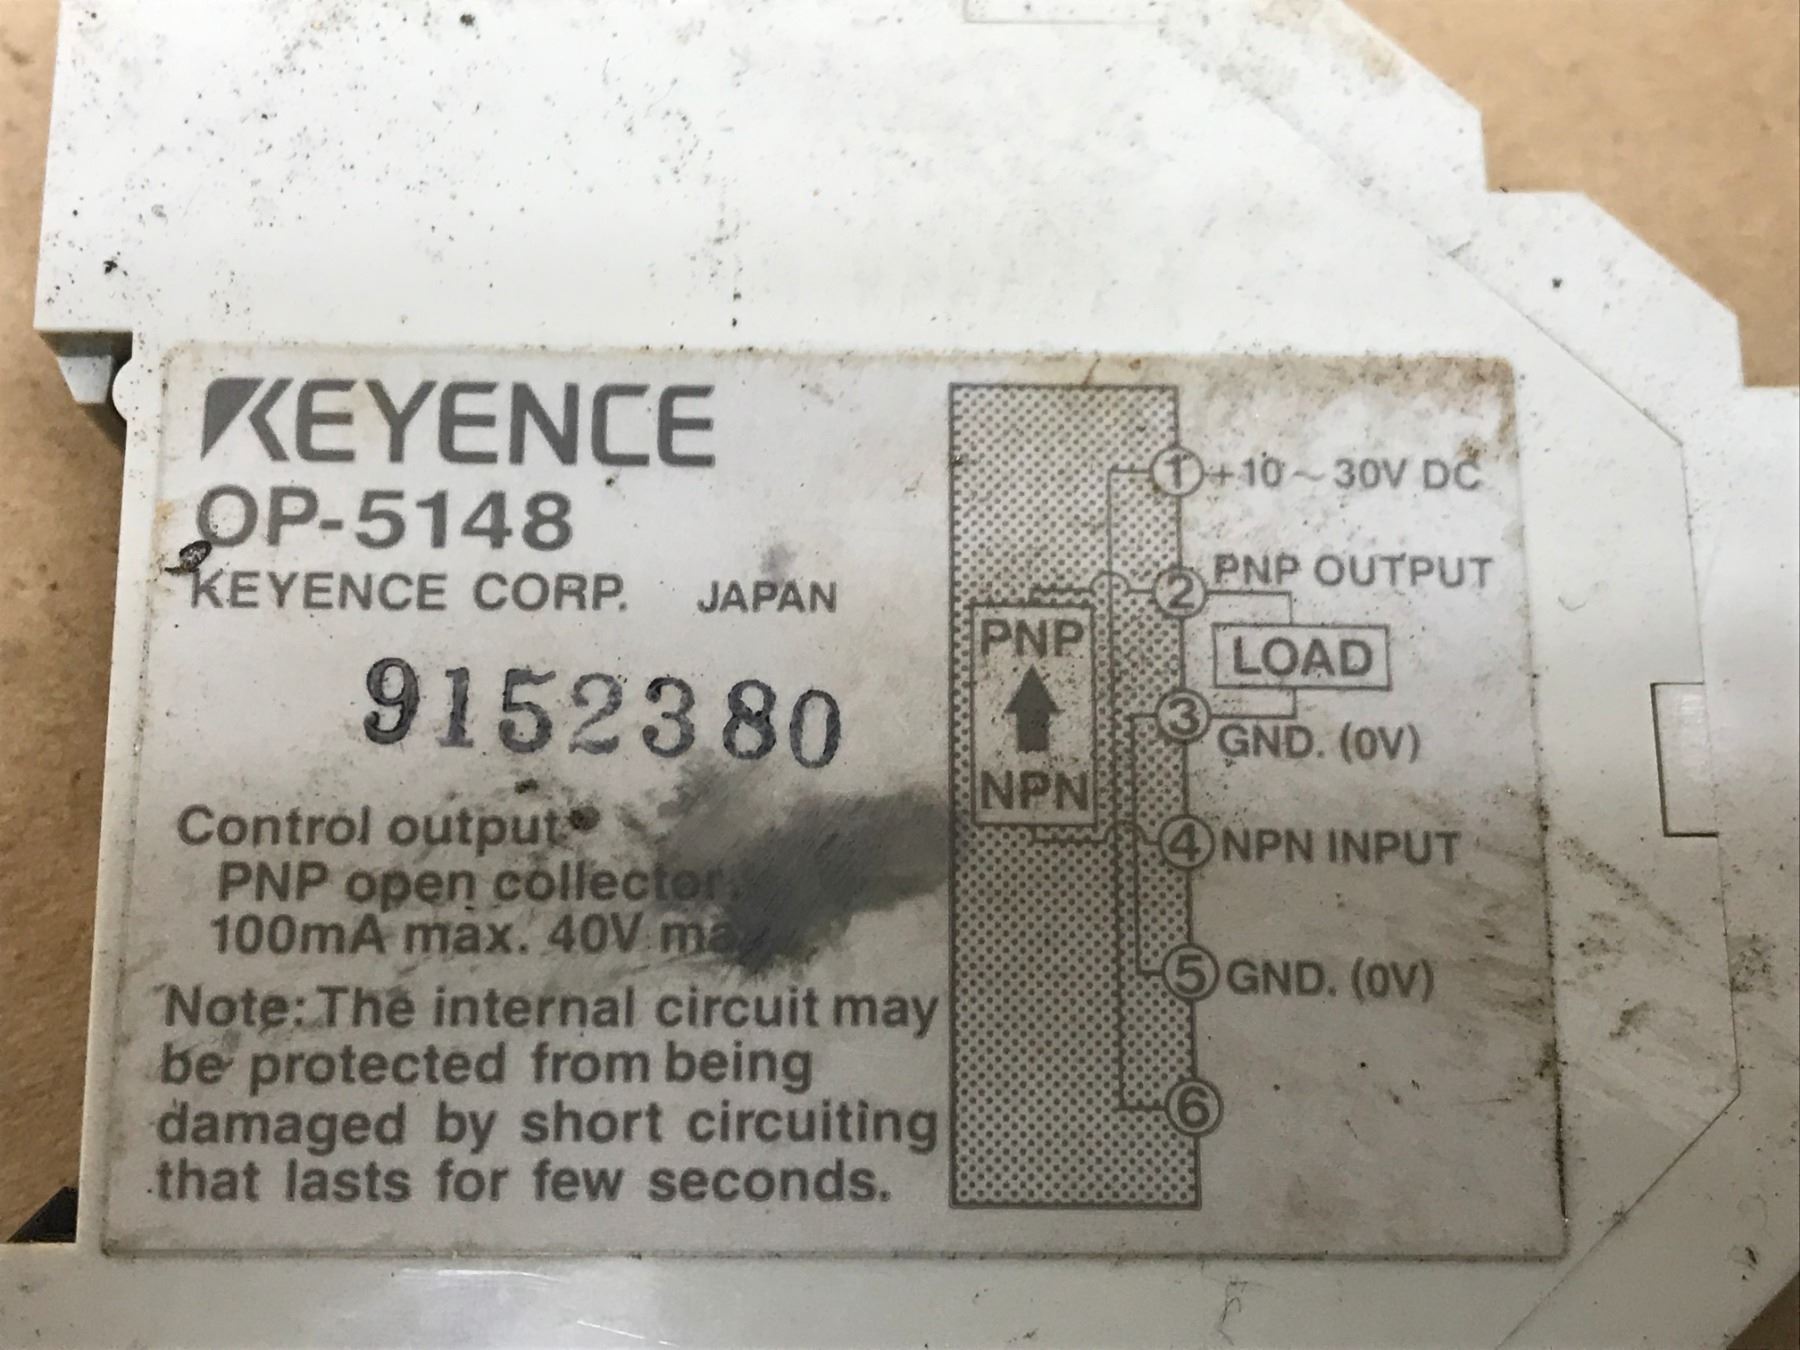 KEYENCE
OP-5148
KEYENCE CORP. JAPAN
9152380
Control output
PNP open collector
100mA max. 40V
Note: The internal circuit may
be protected from being
damaged by short circuiting
that lasts for few seconds.
1 +10~30V DC
2 PNP OUTPUT
PNP
LOAD
3 GND. (0V)
NPN
4 NPN INPUT
5 GND. (0V)
6